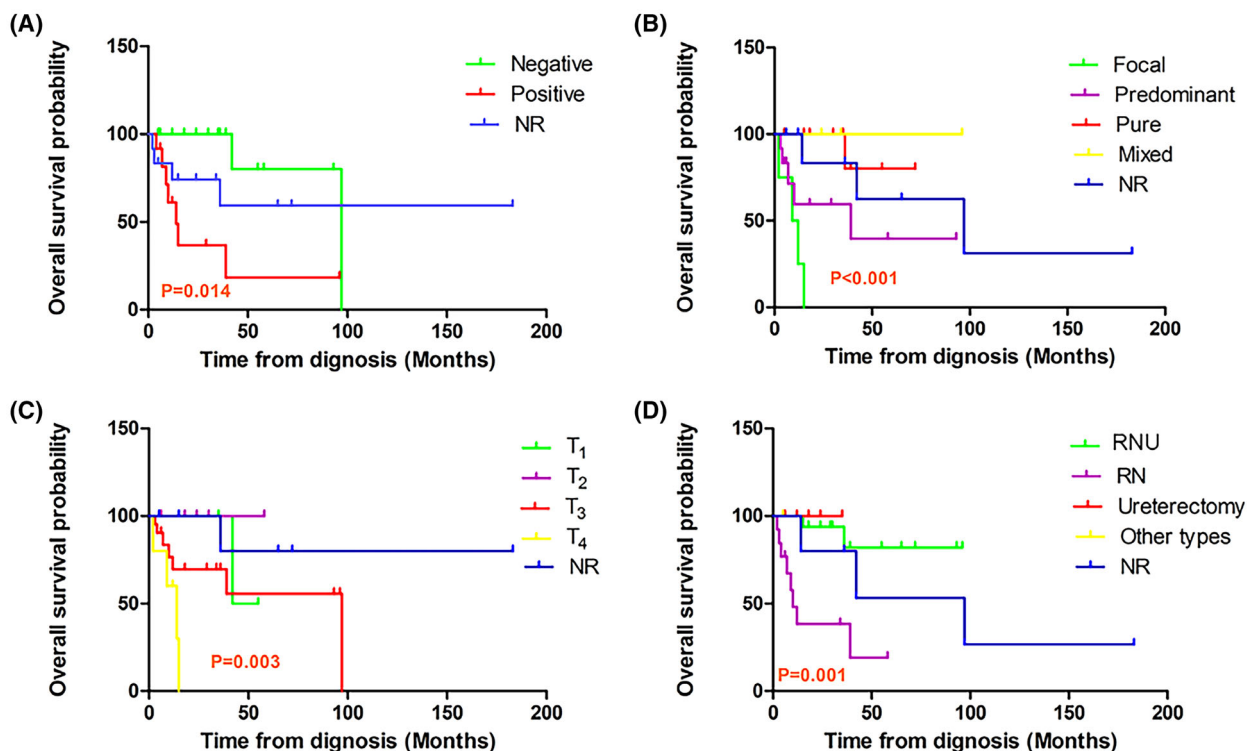 (A)
150
100
50
0
0 50 100 150 200
Overall survival probability
Time from dignosis (Months)
Negative
Positive
NR
P=0.014
(B)
150
100
50
0
0 50 100 150 200
Overall survival probability
Time from dignosis (Months)
Focal
Predominant
Pure
Mixed
NR
P<0.001
(C)
150
100
50
0
0 50 100 150 200
Overall survival probability
Time from dignosis (Months)
T1
T2
T3
T4
NR
P=0.003
(D)
150
100
50
0
0 50 100 150 200
Overall survival probability
Time from dignosis (Months)
RNU
RN
Ureterectomy
Other types
NR
P=0.001